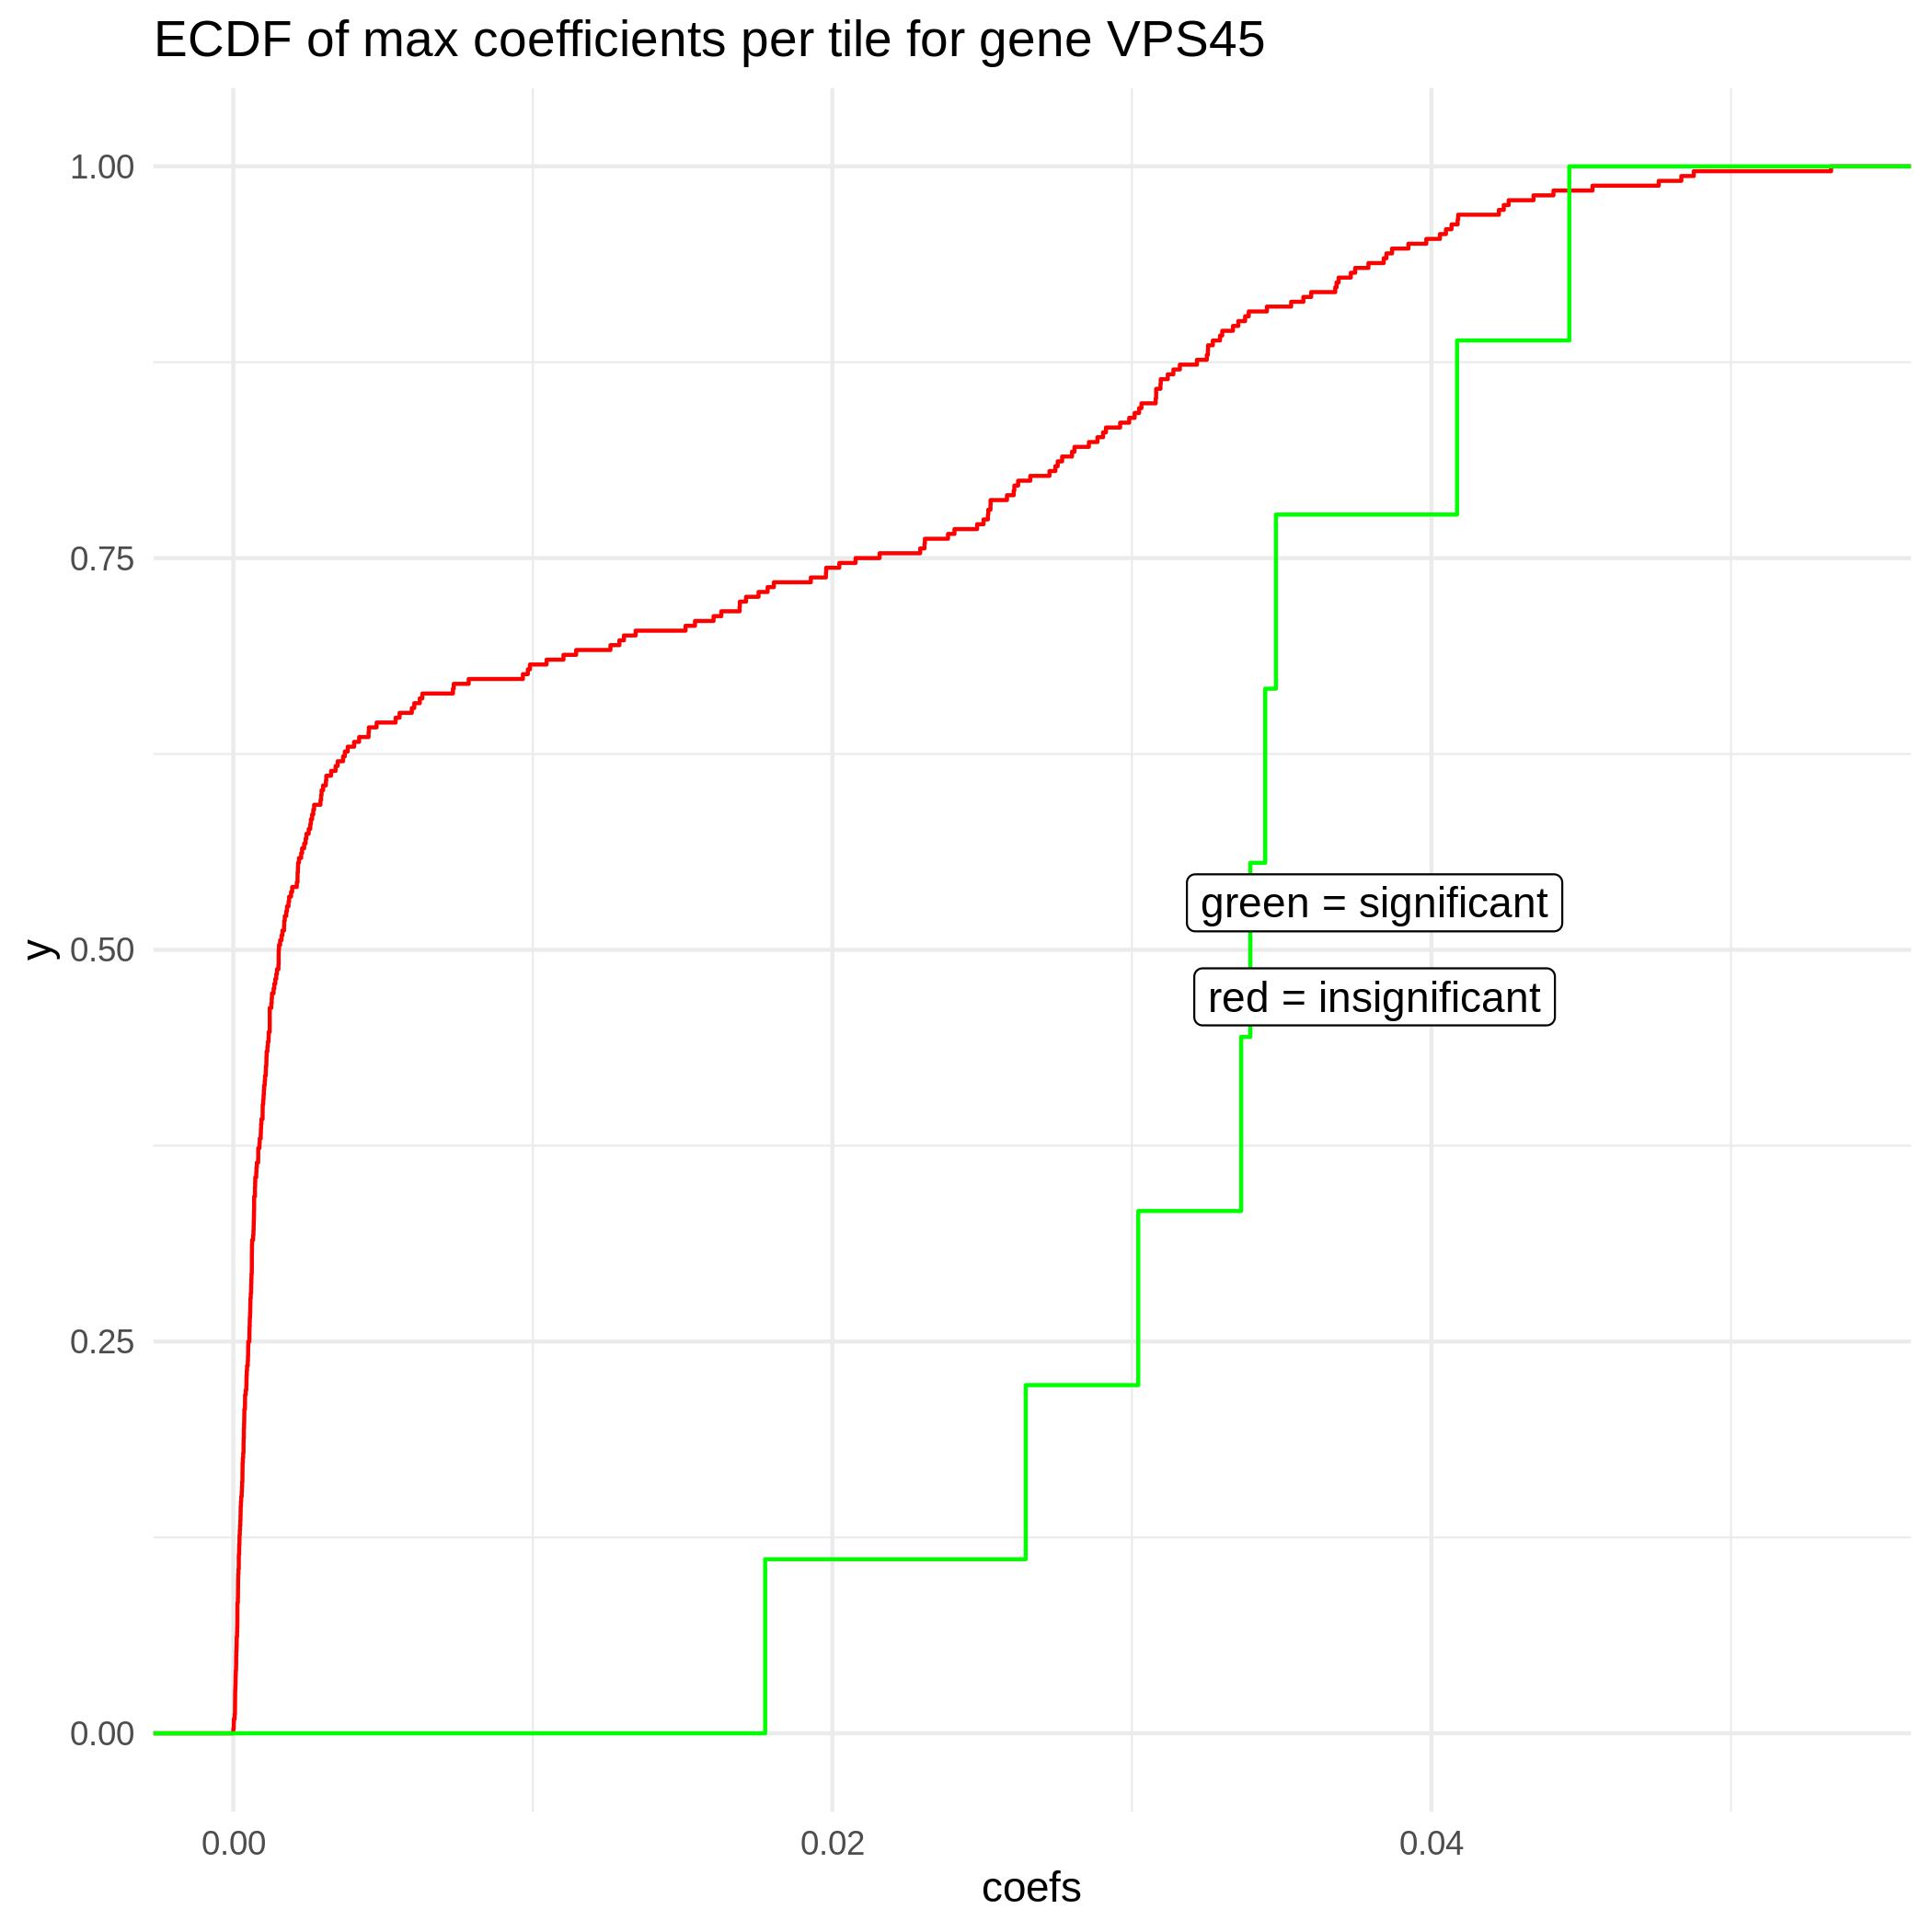 ECDF of max coefficients per tile for gene VPS45
1.00
0.75
0.50
0.25
0.00
y
green = significant
red = insignificant
0.00 0.02 0.04
coefs